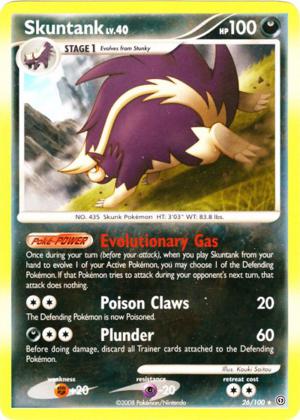 Skuntank LV.40
HP 100
STAGE 1 Evolves from Stunky
NO. 435 Skunk Pokémon HT: 3'03" WT: 83.8 lbs.
Poké-POWER Evolutionary Gas
Once during your turn (before your attack), when you play Skuntank from your
hand to evolve 1 of your Active Pokémon, you may choose 1 of the Defending
Pokémon. If that Pokémon tries to attack during your opponent's next turn, that
attack does nothing.
Poison Claws 20
The Defending Pokémon is now Poisoned.
Plunder 60
Before doing damage, discard all Trainer cards attached to the Defending
Pokémon.
Illus. Kouki Saitou
weakness resistance retreat cost
+20 -20
©2008 Pokémon/Nintendo 26/100